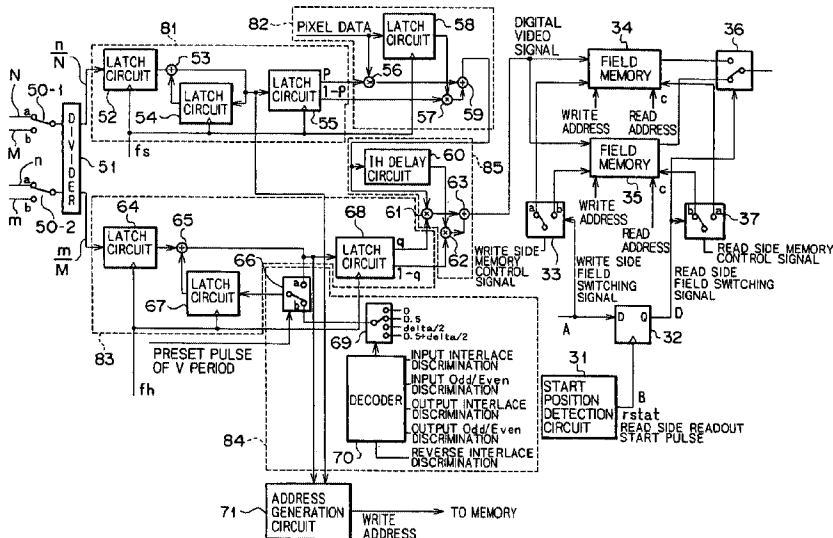 81
82
PIXEL DATA
58
LATCH CIRCUIT
DIGITAL VIDEO SIGNAL
34
FIELD MEMORY
36
n/N
LATCH CIRCUIT
52
53
LATCH CIRCUIT
54
LATCH CIRCUIT
55
P
1-P
56
57
59
N
50-1
a
b
M
DIVIDER
51
n
a
b
m
50-2
fs
WRITE ADDRESS
READ ADDRESS
c
FIELD MEMORY
35
WRITE ADDRESS
READ ADDRESS
c
1H DELAY CIRCUIT
60
85
61
62
63
m/M
64
LATCH CIRCUIT
65
66
a
b
67
LATCH CIRCUIT
68
LATCH CIRCUIT
q
1-q
WRITE SIDE MEMORY CONTROL SIGNAL
a
b
33
b
a
37
READ SIDE MEMORY CONTROL SIGNAL
WRITE SIDE FIELD SWITCHING SIGNAL
READ SIDE FIELD SWITCHING SIGNAL
A
D
Q
32
D
83
PRESET PULSE OF V PERIOD
fh
69
0
0.5
delta/2
0.5+delta/2
DECODER
70
INPUT INTERLACE DISCRIMINATION
INPUT Odd/Even DISCRIMINATION
OUTPUT INTERLACE DISCRIMINATION
OUTPUT Odd/Even DISCRIMINATION
REVERSE INTERLACE DISCRIMINATION
84
31
START POSITION DETECTION CIRCUIT
B
rstat
READ SIDE READOUT START PULSE
71
ADDRESS GENERATION CIRCUIT
WRITE ADDRESS
TO MEMORY